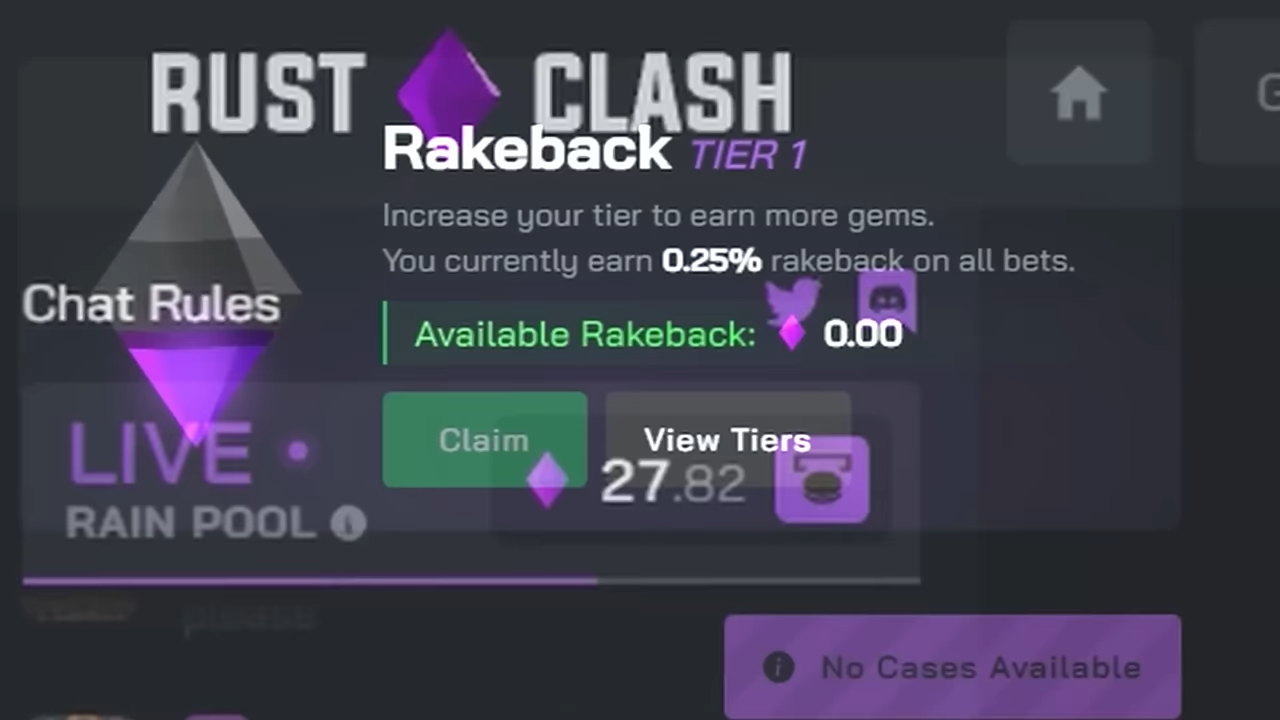 RUST CLASH
G
Rakeback TIER 1
Increase your tier to earn more gems.
You currently earn 0.25% rakeback on all bets.
Chat Rules
Available Rakeback: 0.00
Claim
View Tiers
LIVE
27.82
RAIN POOL
please
No Cases Available